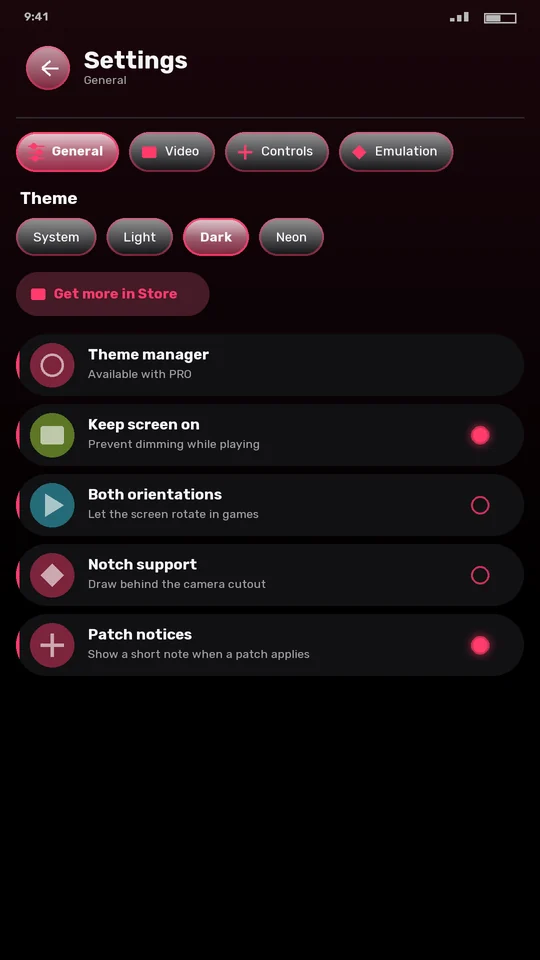 9:41
Settings
General
General
Video
Controls
Emulation
Theme
System
Light
Dark
Neon
Get more in Store
Theme manager
Available with PRO
Keep screen on
Prevent dimming while playing
Both orientations
Let the screen rotate in games
Notch support
Draw behind the camera cutout
Patch notices
Show a short note when a patch applies